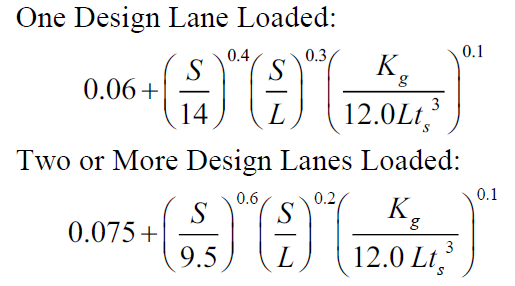 One Design Lane Loaded:
0.06 + (S/14)^0.4 (S/L)^0.3 (K_g/12.0Lt_s^3)^0.1
Two or More Design Lanes Loaded:
0.075 + (S/9.5)^0.6 (S/L)^0.2 (K_g/12.0 Lt_s^3)^0.1